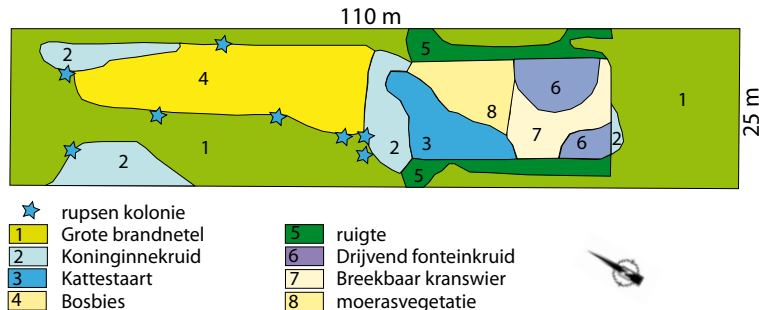 110 m
25 m
2
5
4
6
1
8
1
3
7
6
2
2
2
5
rupsen kolonie
1 Grote brandnetel
2 Koninginnekruid
3 Kattestaart
4 Bosbies
5 ruigte
6 Drijvend fonteinkruid
7 Breekbaar kranswier
8 moerasvegetatie